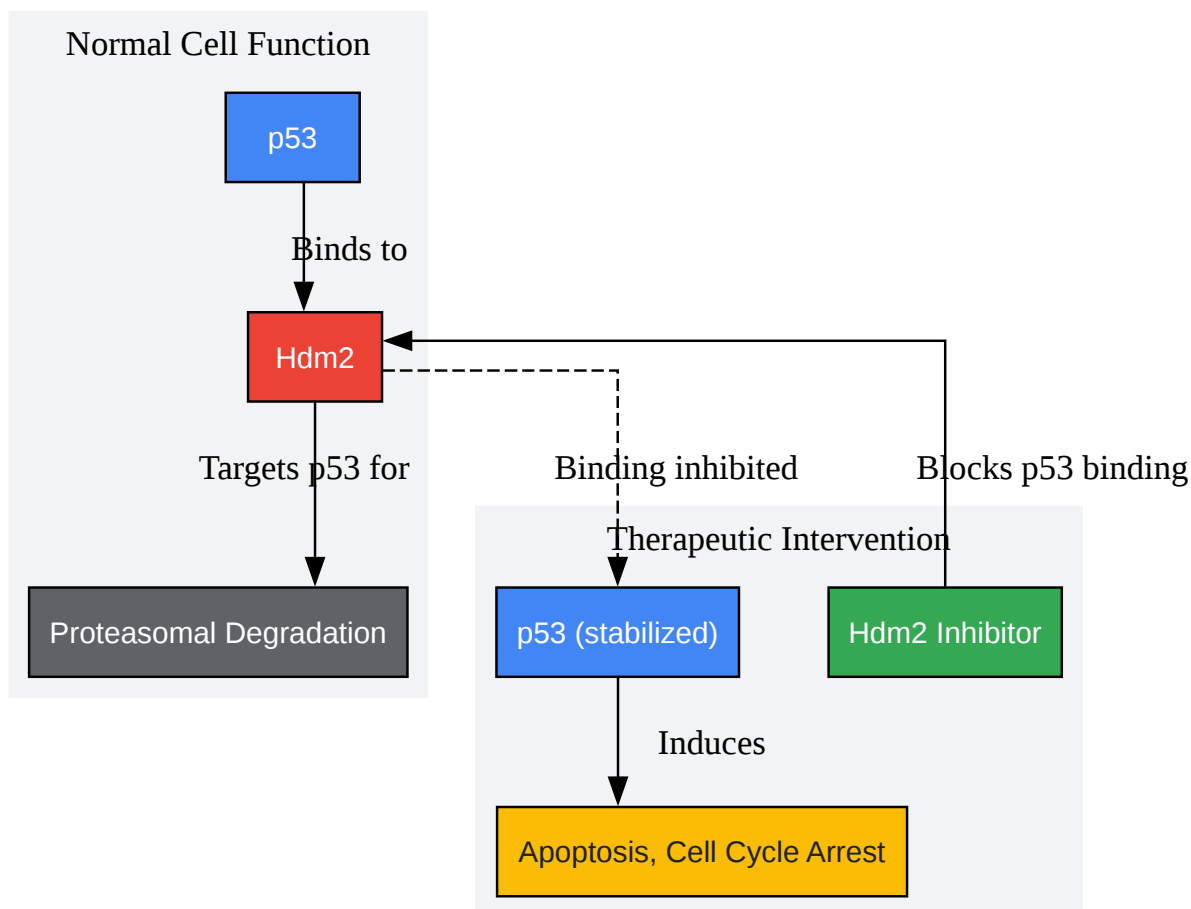 Normal Cell Function
p53
Binds to
Hdm2
Targets p53 for
Binding inhibited
Blocks p53 binding
Therapeutic Intervention
Proteasomal Degradation
p53 (stabilized)
Hdm2 Inhibitor
Induces
Apoptosis, Cell Cycle Arrest